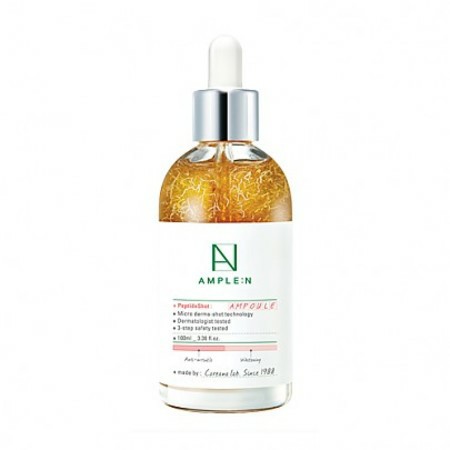 AMPLE:N
PeptideShot : AMPOULE
Micro derma-shot technology
Dermatologist tested
3-step safety tested
100ml / 3.38 fl.oz.
Anti-wrinkle Whitening
made by : Coreana lab. Since 1988